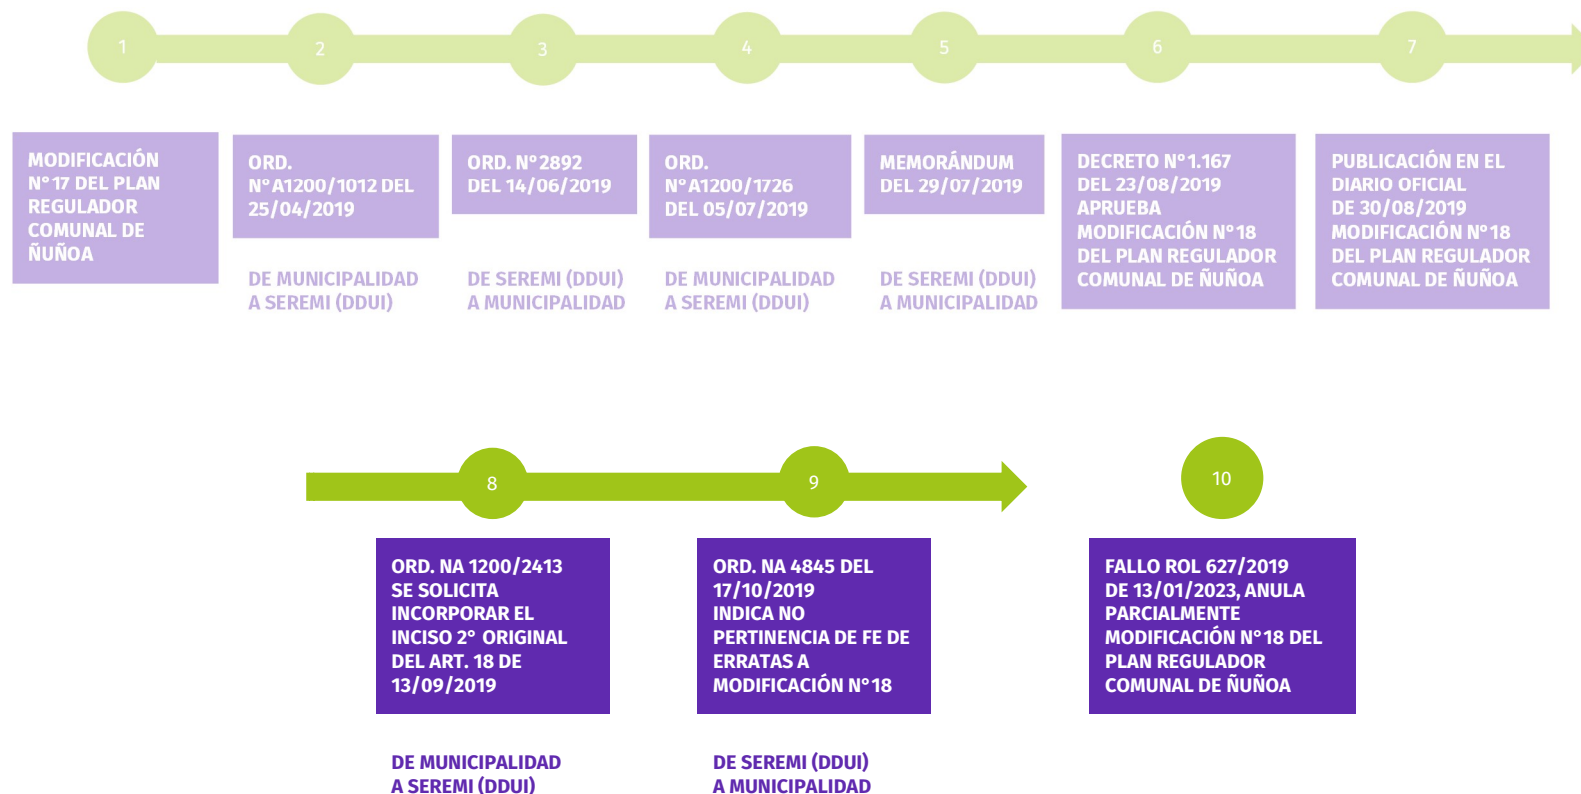 1
2
3
4
5
6
7
MODIFICACIÓN
N°17 DEL PLAN
REGULADOR
COMUNAL DE
ÑUÑOA
ORD.
N°A1200/1012 DEL
25/04/2019
DE MUNICIPALIDAD
A SEREMI (DDUI)
ORD. N°2892
DEL 14/06/2019
DE SEREMI (DDUI)
A MUNICIPALIDAD
ORD.
N°A1200/1726
DEL 05/07/2019
DE MUNICIPALIDAD
A SEREMI (DDUI)
MEMORÁNDUM
DEL 29/07/2019
DE SEREMI (DDUI)
A MUNICIPALIDAD
DECRETO N°1.167
DEL 23/08/2019
APRUEBA
MODIFICACIÓN N°18
DEL PLAN REGULADOR
COMUNAL DE ÑUÑOA
PUBLICACIÓN EN EL
DIARIO OFICIAL
DE 30/08/2019
MODIFICACIÓN N°18
DEL PLAN REGULADOR
COMUNAL DE ÑUÑOA
8
9
10
ORD. NA 1200/2413
SE SOLICITA
INCORPORAR EL
INCISO 2° ORIGINAL
DEL ART. 18 DE
13/09/2019
DE MUNICIPALIDAD
A SEREMI (DDUI)
ORD. NA 4845 DEL
17/10/2019
INDICA NO
PERTINENCIA DE FE DE
ERRATAS A
MODIFICACIÓN N°18
DE SEREMI (DDUI)
A MUNICIPALIDAD
FALLO ROL 627/2019
DE 13/01/2023, ANULA
PARCIALMENTE
MODIFICACIÓN N°18 DEL
PLAN REGULADOR
COMUNAL DE ÑUÑOA